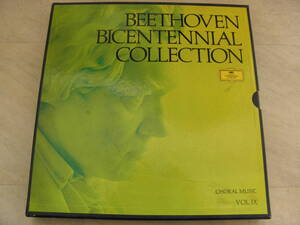 BEETHOVEN
BICENTENNIAL
COLLECTION
CHORAL MUSIC
VOL IX